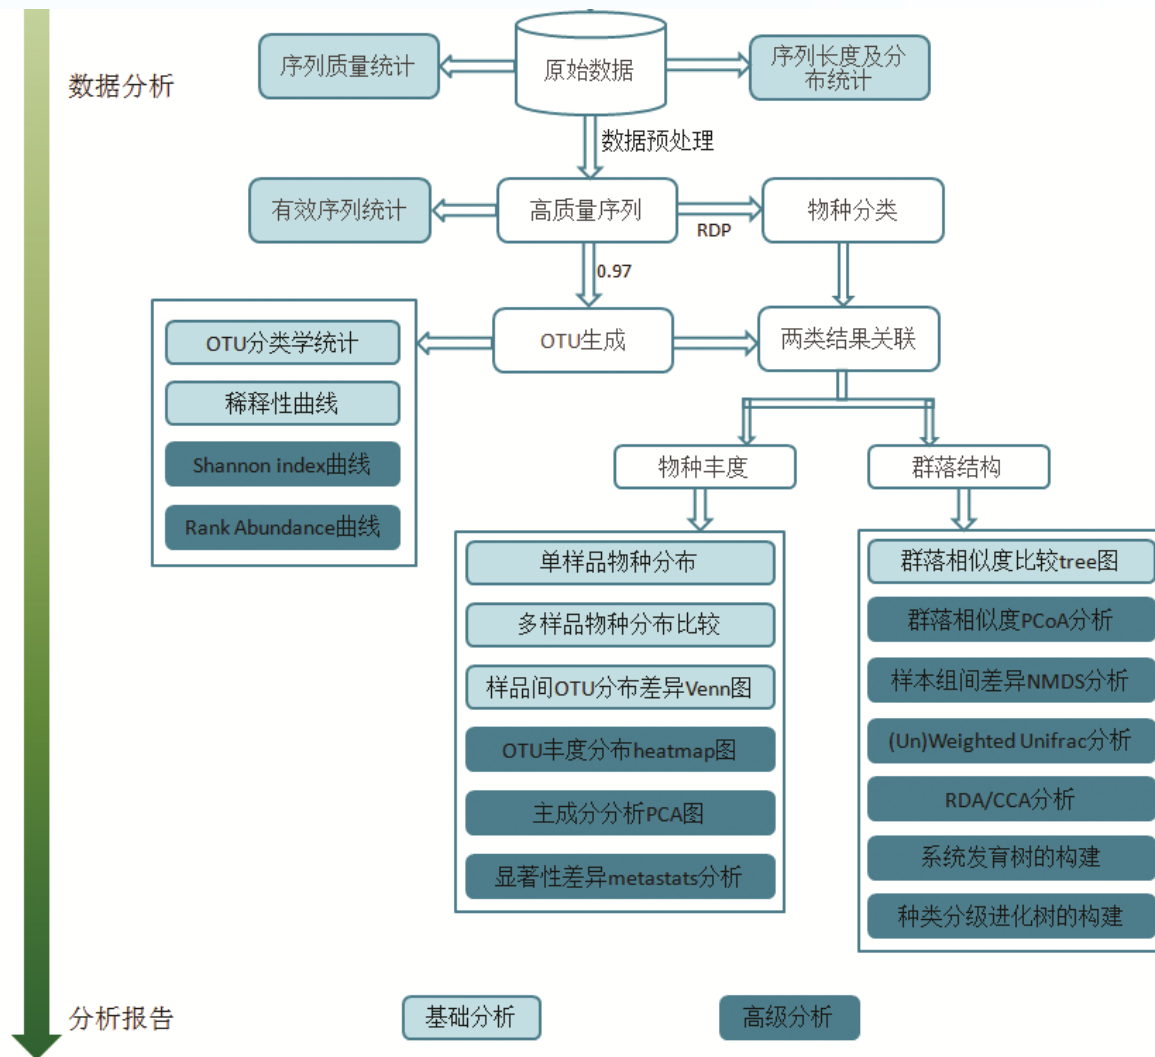 数据分析
序列质量统计
原始数据
序列长度及分
布统计
数据预处理
有效序列统计
高质量序列
RDP
物种分类
0.97
OTU生成
两类结果关联
OTU分类学统计
稀释性曲线
Shannon index曲线
Rank Abundance曲线
物种丰度
群落结构
单样品物种分布
多样品物种分布比较
样品间OTU分布差异Venn图
OTU丰度分布heatmap图
主成分分析PCA图
显著性差异metastats分析
群落相似度比较tree图
群落相似度PCoA分析
样本组间差异NMDS分析
(Un)Weighted Unifrac分析
RDA/CCA分析
系统发育树的构建
种类分级进化树的构建
分析报告
基础分析
高级分析